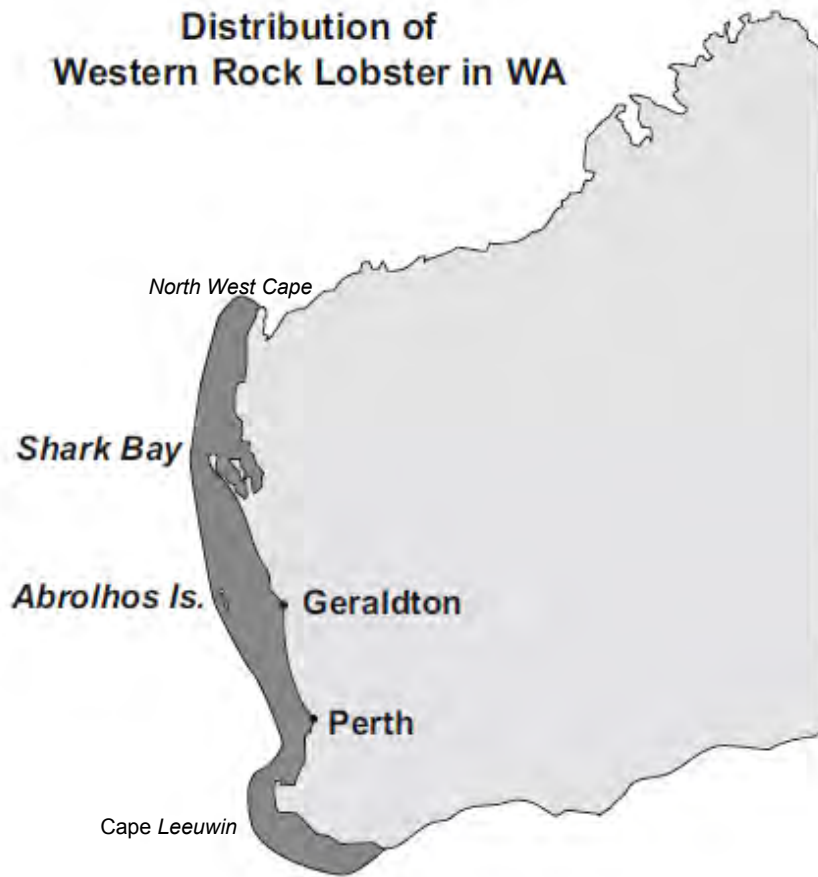 Distribution of
Western Rock Lobster in WA
North West Cape
Shark Bay
Abrolhos Is.
Geraldton
Perth
Cape Leeuwin